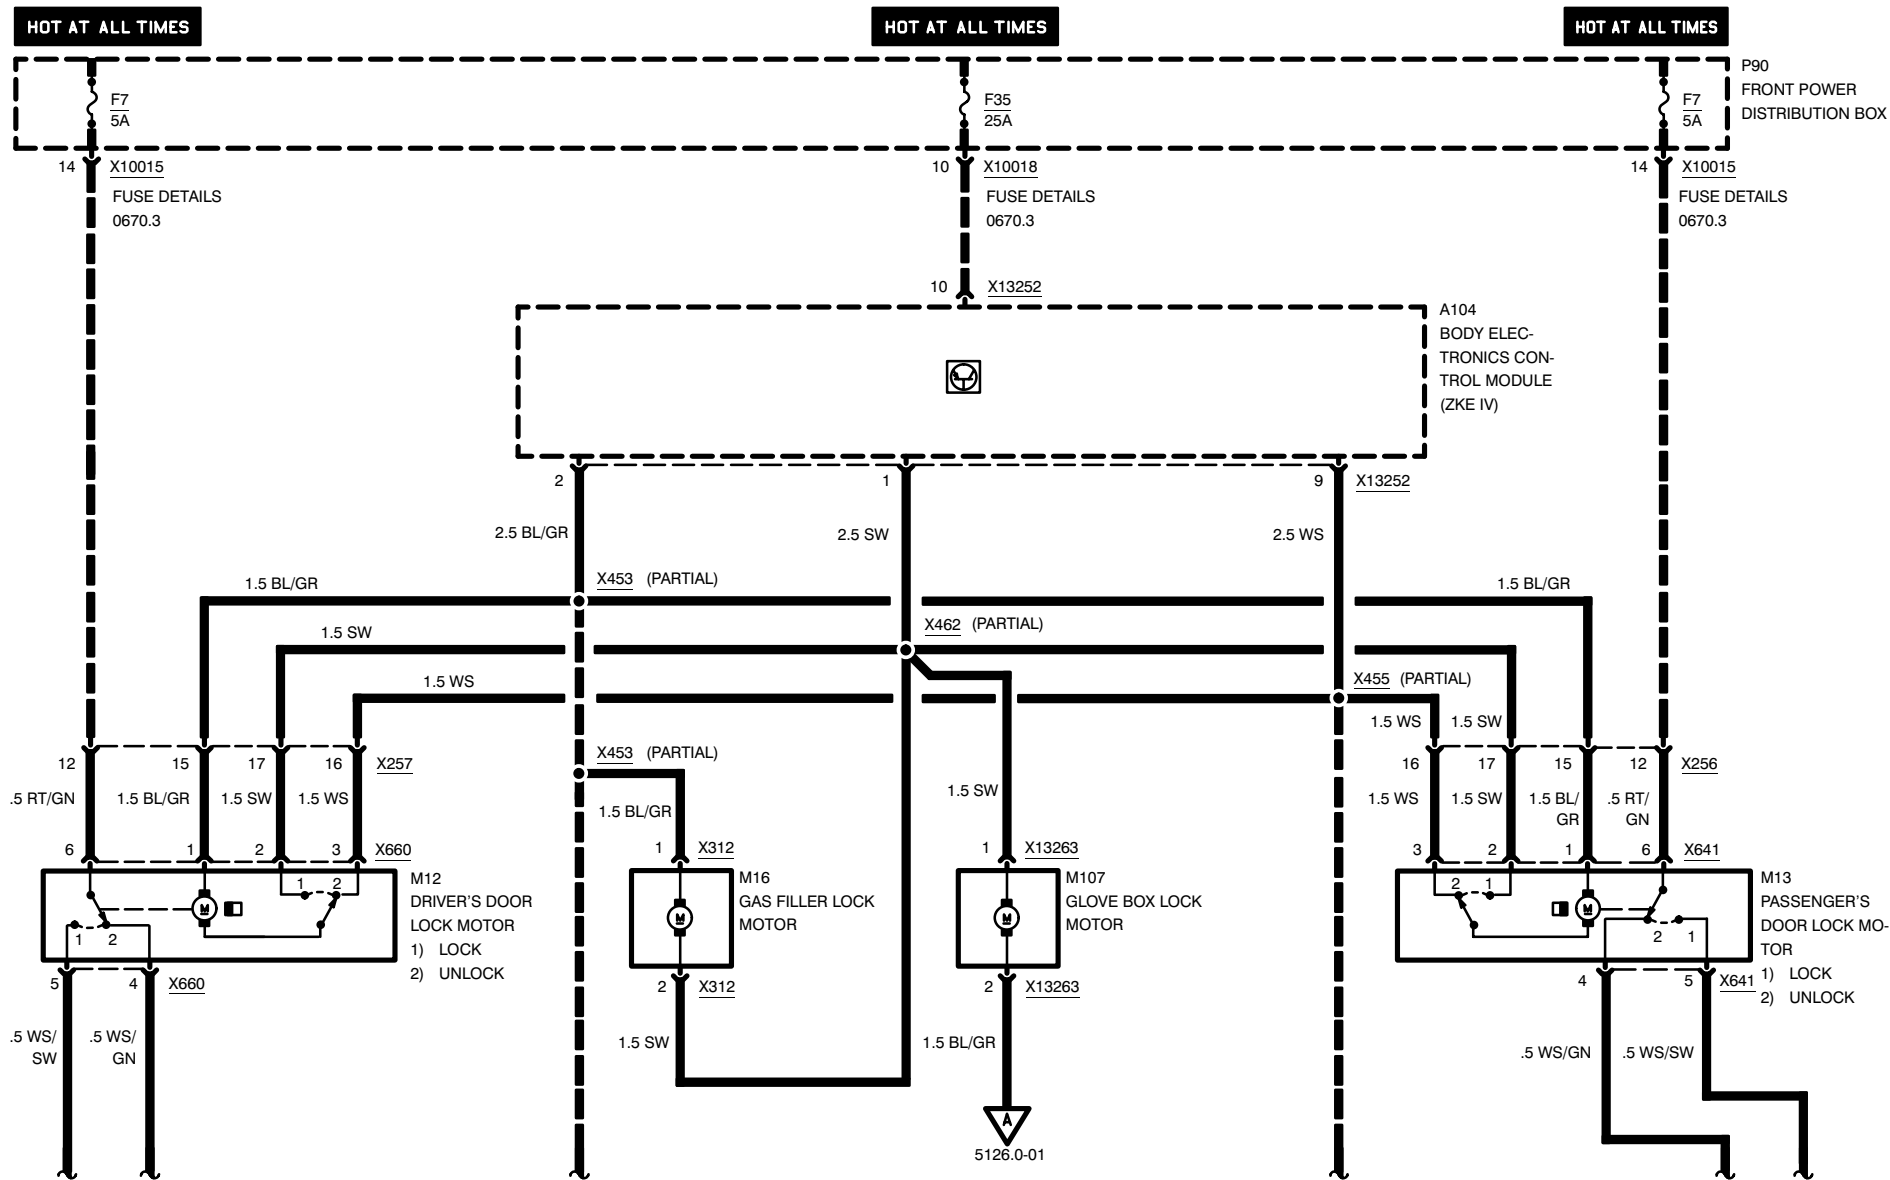 HOT AT ALL TIMES
HOT AT ALL TIMES
HOT AT ALL TIMES
P90
FRONT POWER
DISTRIBUTION BOX
F7
5A
F35
25A
F7
5A
14 X10015
FUSE DETAILS
0670.3
10 X10018
FUSE DETAILS
0670.3
14 X10015
FUSE DETAILS
0670.3
10 X13252
A104
BODY ELEC-
TRONICS CON-
TROL MODULE
(ZKE IV)
2 1 9 X13252
2.5 BL/GR 2.5 SW 2.5 WS
1.5 BL/GR
X453 (PARTIAL)
1.5 BL/GR
1.5 SW
X462 (PARTIAL)
1.5 WS
X455 (PARTIAL)
1.5 WS 1.5 SW
X453 (PARTIAL)
12 15 17 16 X257
16 17 15 12 X256
.5 RT/GN 1.5 BL/GR 1.5 SW 1.5 WS
1.5 BL/GR
1.5 SW
1.5 WS 1.5 SW 1.5 BL/
GR
.5 RT/
GN
6 1 2 3 X660
1 X312
1 X13263
3 2 1 6 X641
M
1 2
1 2
M12
DRIVER'S DOOR
LOCK MOTOR
1) LOCK
2) UNLOCK
M
M16
GAS FILLER LOCK
MOTOR
M
M107
GLOVE BOX LOCK
MOTOR
2 1
M
2 1
M13
PASSENGER'S
DOOR LOCK MO-
TOR
1) LOCK
2) UNLOCK
5 4 X660
2 X312
2 X13263
4 5 X641
.5 WS/
SW
.5 WS/
GN
1.5 SW
1.5 BL/GR
.5 WS/GN .5 WS/SW
A
5126.0-01